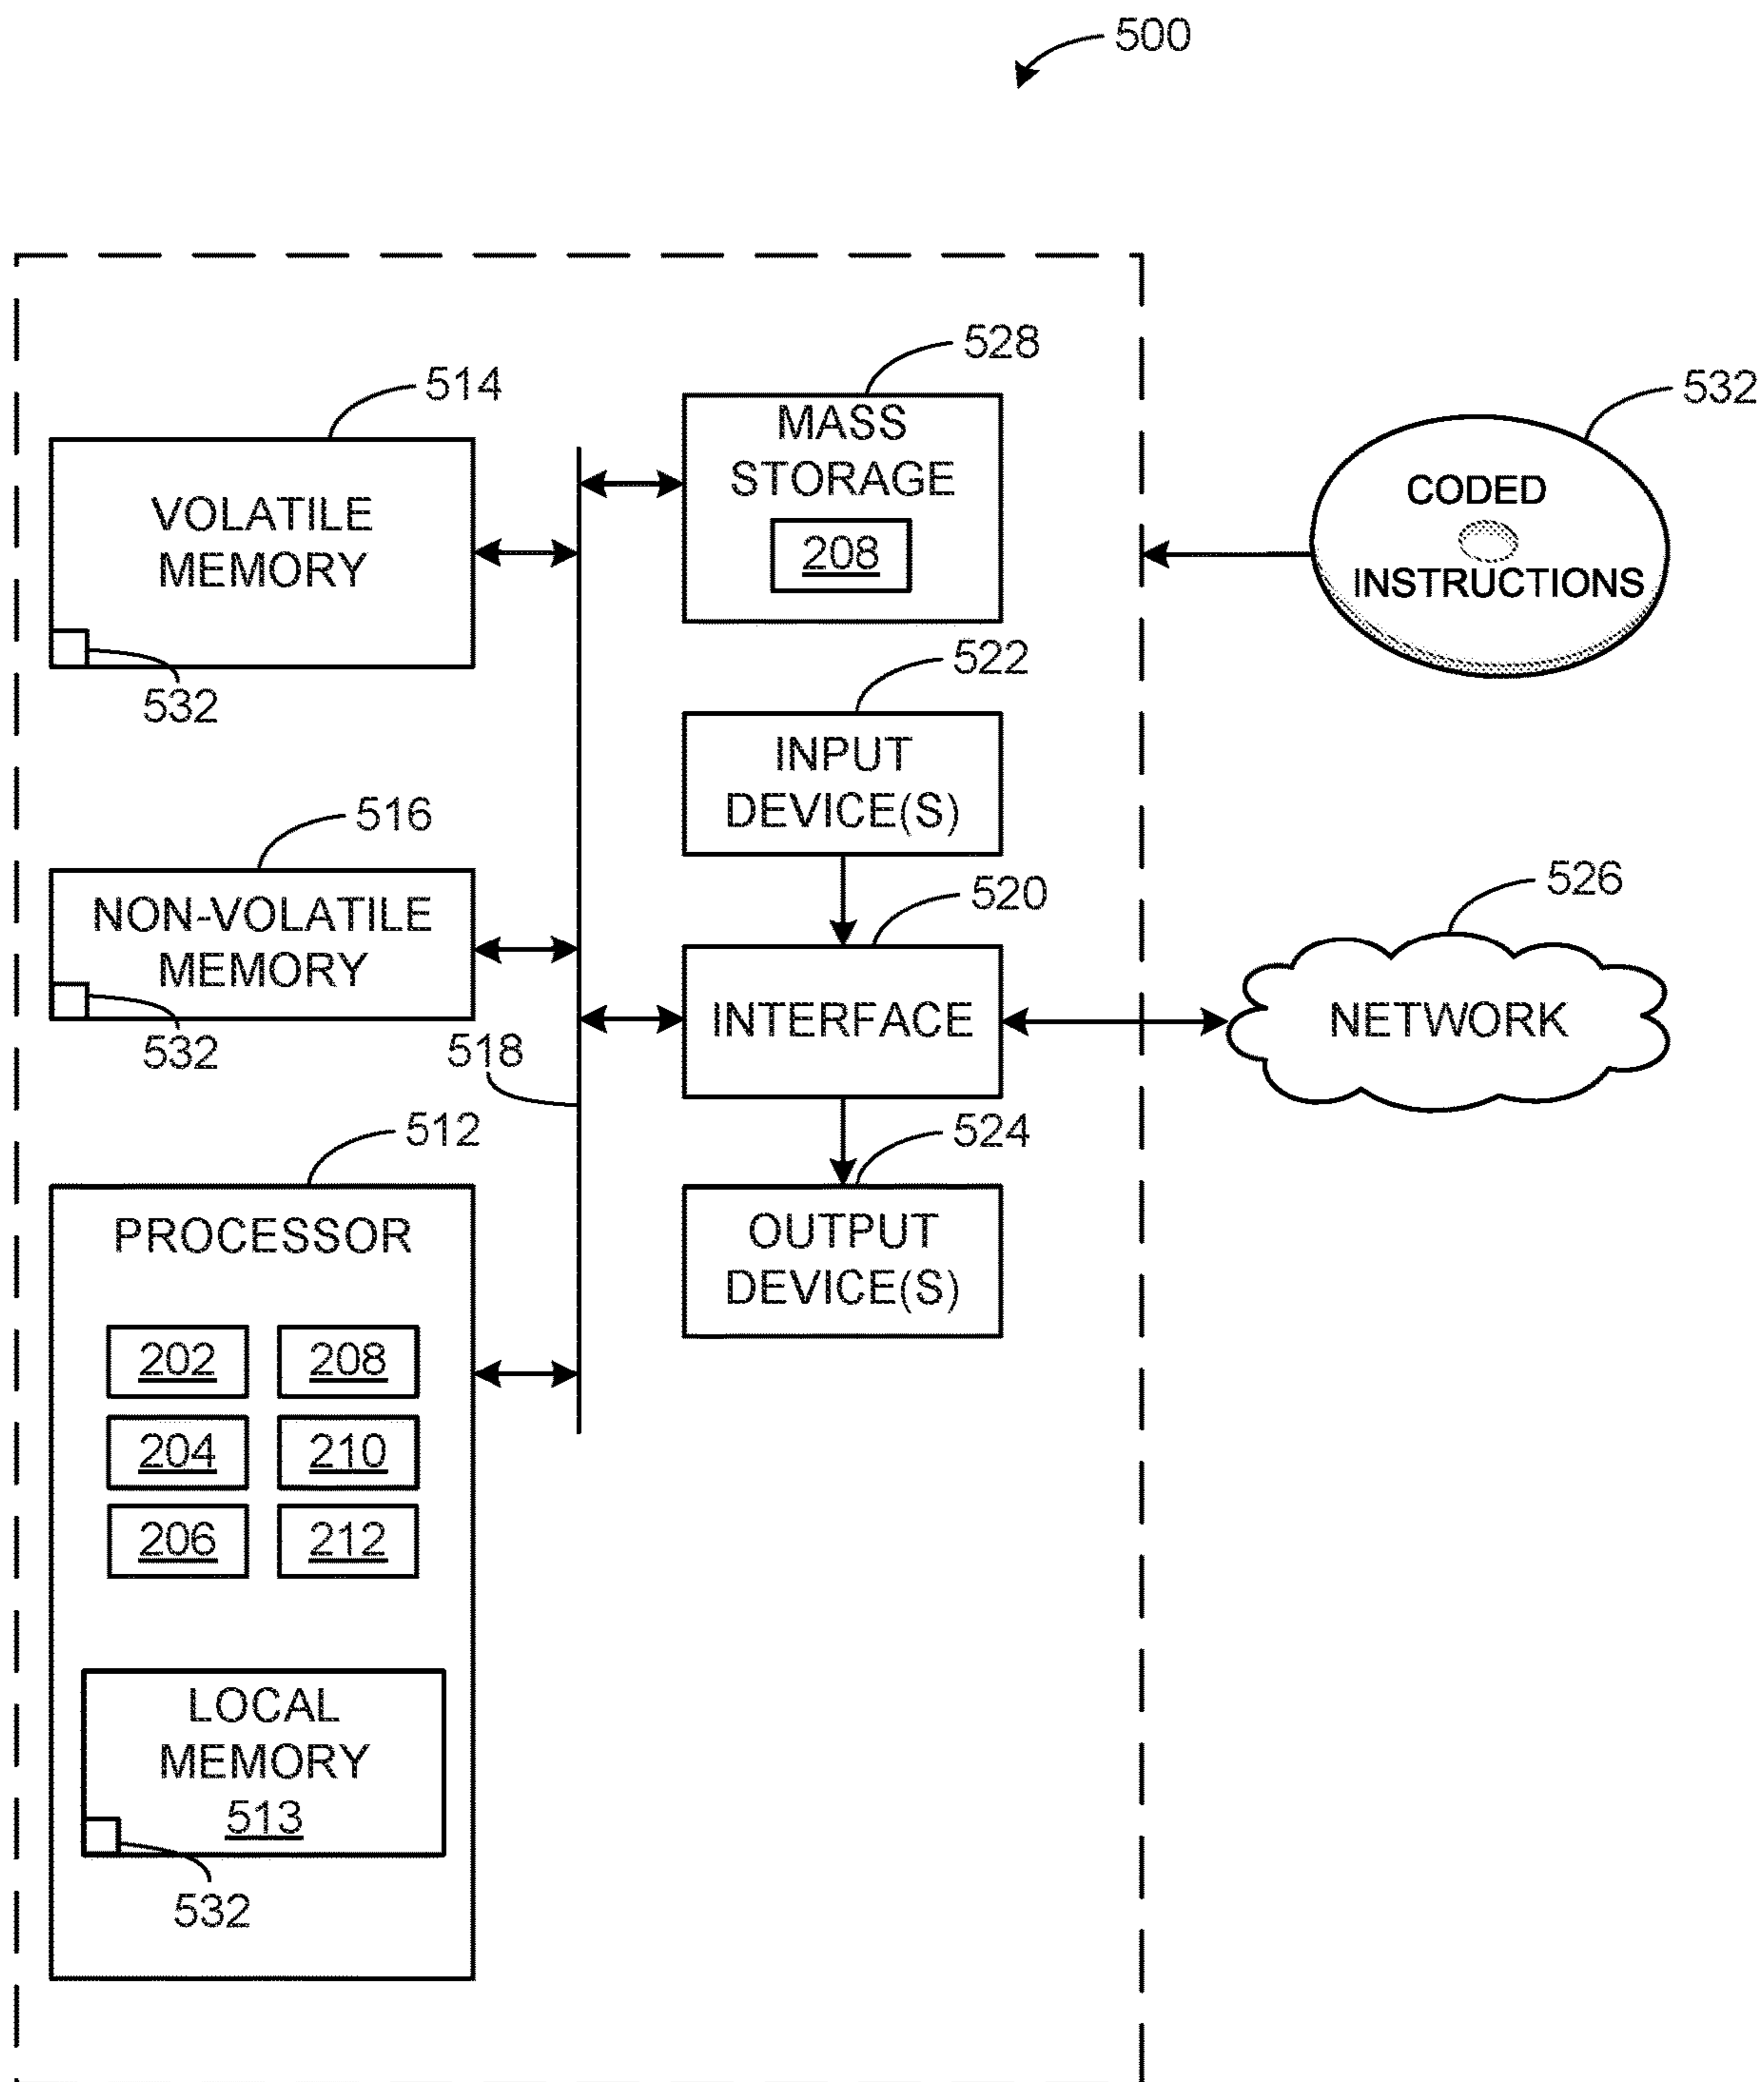 500
528
514
532
MASS
STORAGE
208
VOLATILE
MEMORY
532
CODED
INSTRUCTIONS
522
INPUT
DEVICE(S)
516
NON-VOLATILE
MEMORY
532
518
520
INTERFACE
526
NETWORK
512
524
OUTPUT
DEVICE(S)
PROCESSOR
202
208
204
210
206
212
LOCAL
MEMORY
513
532